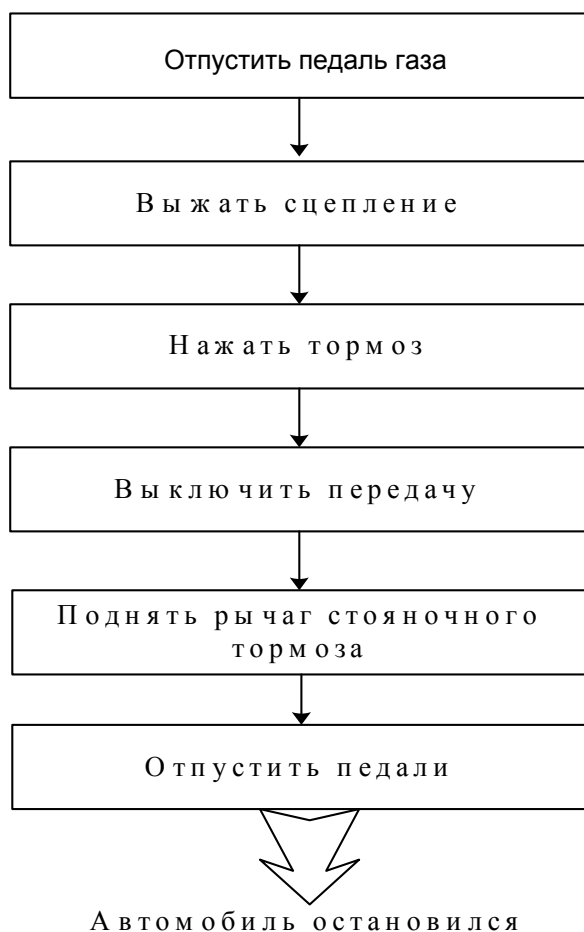 Отпустить педаль газа
Выжать сцепление
Нажать тормоз
Выключить передачу
Поднять рычаг стояночного
тормоза
Отпустить педали
Автомобиль остановился